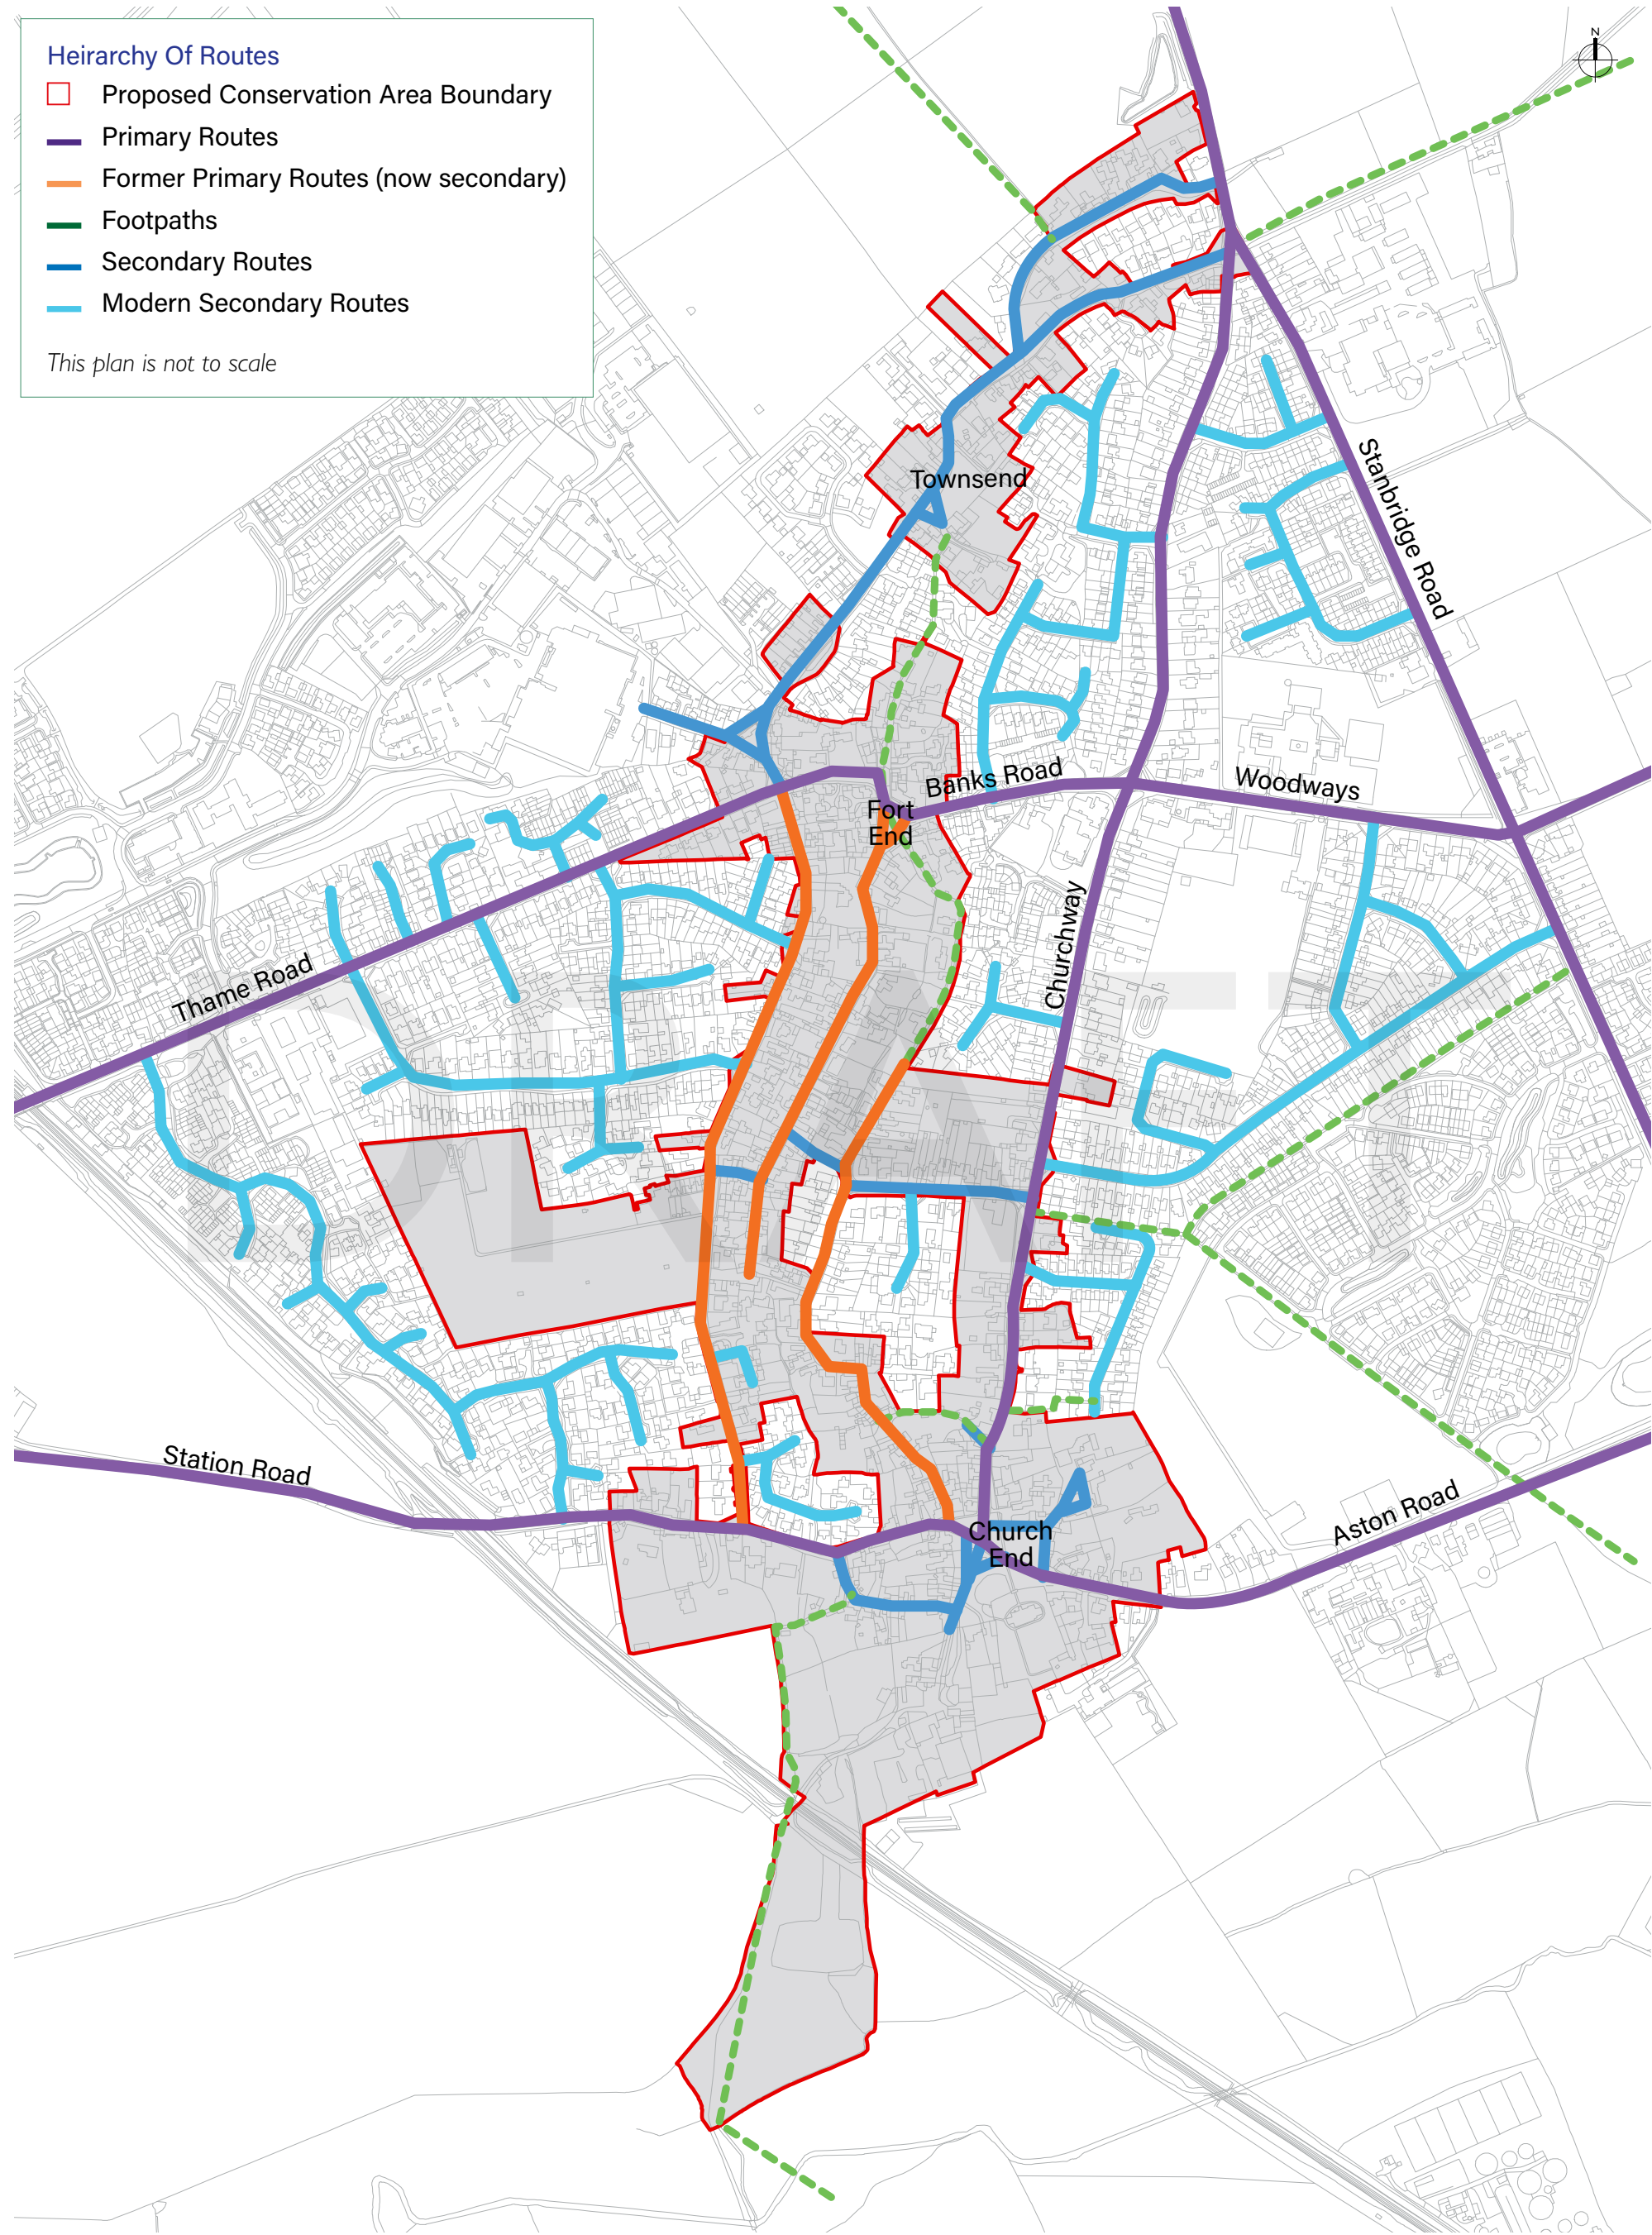 Heirarchy Of Routes
Proposed Conservation Area Boundary
Primary Routes
Former Primary Routes (now secondary)
Footpaths
Secondary Routes
Modern Secondary Routes
This plan is not to scale
N
Townsend
Stanbridge Road
Banks Road
Woodways
Fort
End
Churchway
Thame Road
DRAFT
Station Road
Aston Road
Church
End